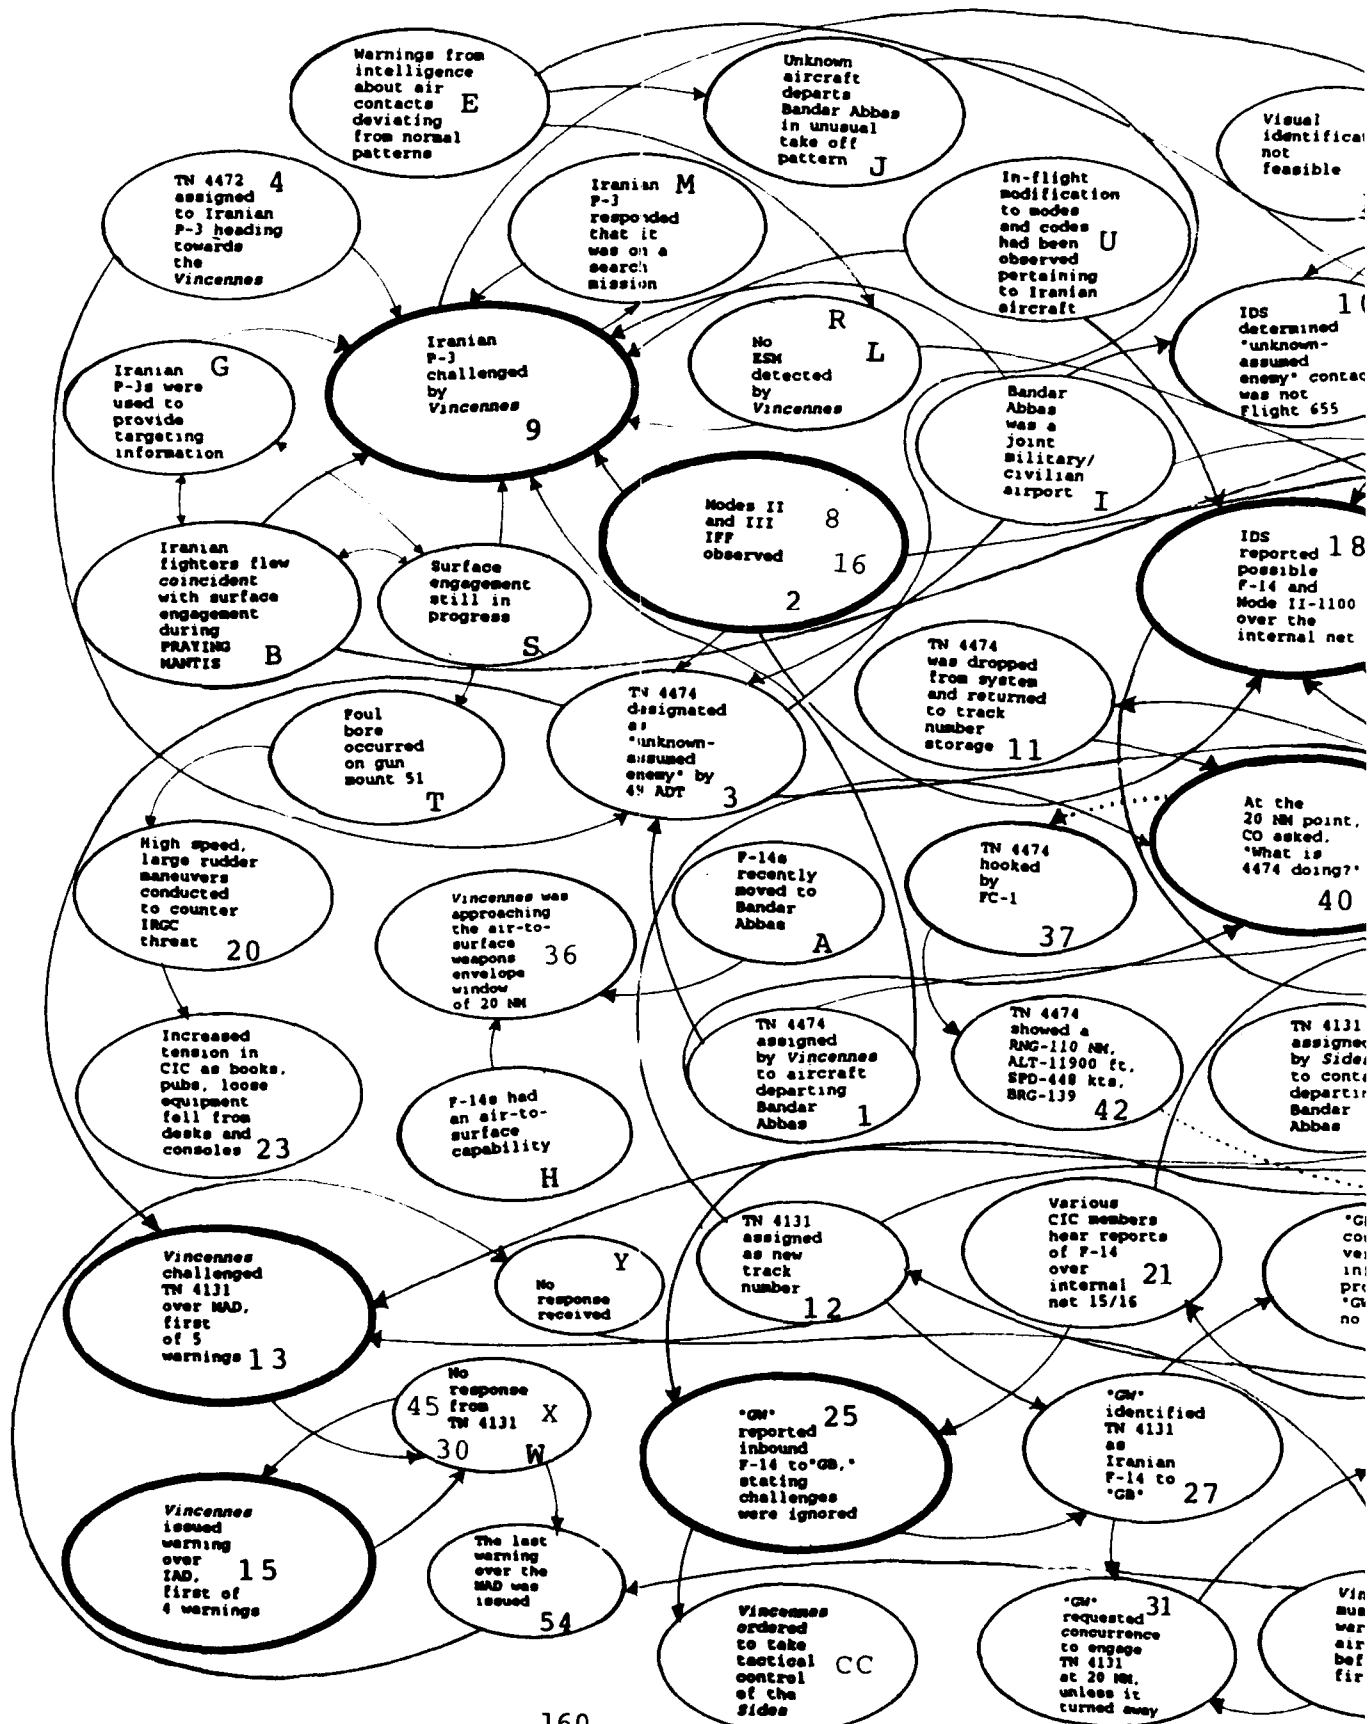 Warnings from
intelligence
about air
contacts E
deviating
from normal
patterns
Unknown
aircraft
departs
Bandar Abbas
in unusual
take off
pattern J
Visual
not
feasible
TN 4472 4
assigned
to Iranian
P-3 heading
towards
the
Vincennes
Iranian M
P-3
responded
that it
was on a
search
mission
In-flight
modification
to modes
and codes
had been U
observed
pertaining
to Iranian
aircraft
Iranian G
P-3s were
used to
provide
targeting
information
Iranian
P-3
challenged
by
Vincennes
9
R
No L
ESM
detected
by
Vincennes
IDS
determined
"unknown-
assumed
enemy"
was not
Flight 655
Bandar
Abbas
was a
joint
military/
civilian
airport I
Iranian
fighters flew
coincident
with surface
engagement
during
PRAYING
MANTIS B
Surface
engagement
still in
progress
S
Modes II 8
and III
IFF
observed 16
2
IDS
reported 18
possible
F-14 and
Mode II-1100
over the
internal net
TN 4474
was dropped
from system
and returned
to track
number
storage 11
Foul
bore
occurred
on gun
mount 51
T
TN 4474
designated
as
"unknown-
assumed
enemy" by
49 ADT 3
At the
20 NM point,
CO asked,
"What is
4474 doing?"
40
High speed,
large rudder
maneuvers
conducted
to counter
IRGC
threat 20
Vincennes was
approaching
the air-to-
surface
weapons 36
envelope
window
of 20 NM
F-14s
recently
moved to
Bandar
Abbas
A
TN 4474
hooked
by
FC-1
37
Increased
tension in
CIC as books,
pubs, loose
equipment
fell from
desks and
consoles 23
F-14s had
an air-to-
surface
capability
H
TN 4474
assigned
by Vincennes
to aircraft
departing
Bandar
Abbas 1
TN 4474
showed a
RNG-110 NM,
ALT-11900 ft,
SPD-448 kts,
BRG-139
42
TN 4131
by
to
Bandar
Abbas
Vincennes
challenged
TN 4131
over MAD,
first
of 5
warnings 13
Y
No
response
received
TN 4131
assigned
as new
track
number
12
Various
CIC members
hear reports
of F-14
over
internal 21
net 15/16
no
No
response
45 from X
TN 4131
30 W
"GW" 25
reported
inbound
F-14 to "GB,"
stating
challenges
were ignored
"GW"
identified
TN 4131
as
Iranian
F-14 to
"GB" 27
Vincennes
issued
warning
over
IAD, 15
first of
4 warnings
The last
warning
over the
MAD was
issued
54
Vincennes
ordered
to take
tactical
control CC
of the
Sides
"GW" 31
requested
concurrence
to engage
TN 4131
at 20 NM,
unless it
turned away
160